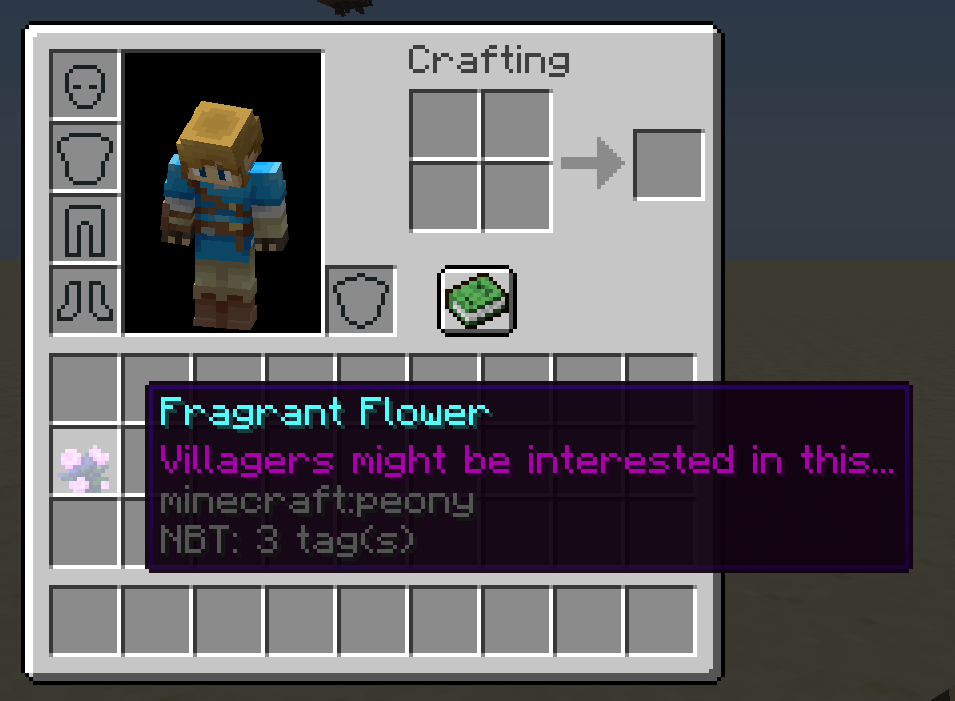 Crafting
Fragrant Flower
Villagers might be interested in this...
minecraft:peony
NBT: 3 tag(s)